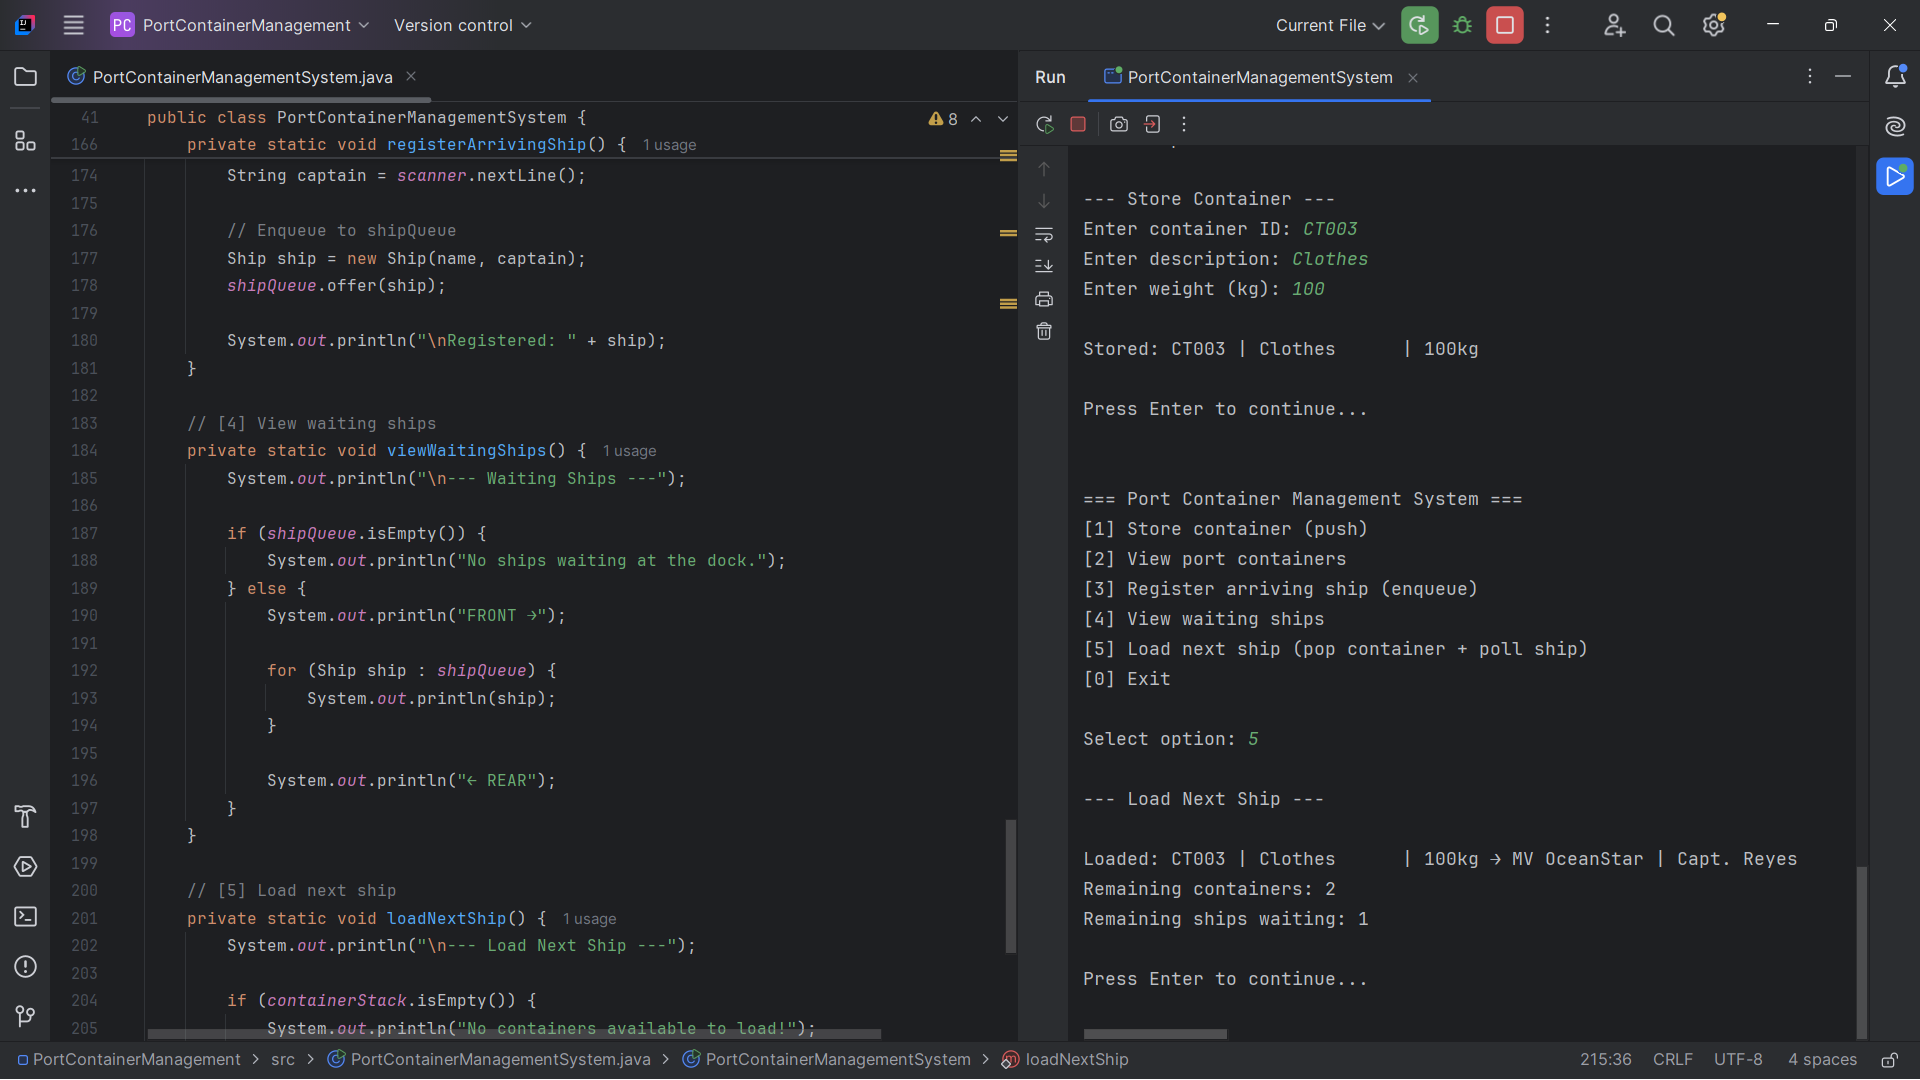 PC PortContainerManagement Version control Current File
PortContainerManagementSystem.java
41 public class PortContainerManagementSystem { 8
166 private static void registerArrivingShip() { 1 usage
174 String captain = scanner.nextLine();
175
176 // Enqueue to shipQueue
177 Ship ship = new Ship(name, captain);
178 shipQueue.offer(ship);
179
180 System.out.println("\nRegistered: " + ship);
181 }
182
183 // [4] View waiting ships
184 private static void viewWaitingShips() { 1 usage
185 System.out.println("\n--- Waiting Ships ---");
186
187 if (shipQueue.isEmpty()) {
188 System.out.println("No ships waiting at the dock.");
189 } else {
190 System.out.println("FRONT →");
191
192 for (Ship ship : shipQueue) {
193 System.out.println(ship);
194 }
195
196 System.out.println("← REAR");
197 }
198 }
199
200 // [5] Load next ship
201 private static void loadNextShip() { 1 usage
202 System.out.println("\n--- Load Next Ship ---");
203
204 if (containerStack.isEmpty()) {
205 System.out.println("No containers available to load!");
Run PortContainerManagementSystem
--- Store Container ---
Enter container ID: CT003
Enter description: Clothes
Enter weight (kg): 100
Stored: CT003 | Clothes | 100kg
Press Enter to continue...
=== Port Container Management System ===
[1] Store container (push)
[2] View port containers
[3] Register arriving ship (enqueue)
[4] View waiting ships
[5] Load next ship (pop container + poll ship)
[0] Exit
Select option: 5
--- Load Next Ship ---
Loaded: CT003 | Clothes | 100kg → MV OceanStar | Capt. Reyes
Remaining containers: 2
Remaining ships waiting: 1
Press Enter to continue...
PortContainerManagement > src > PortContainerManagementSystem.java > PortContainerManagementSystem > loadNextShip 215:36 CRLF UTF-8 4 spaces